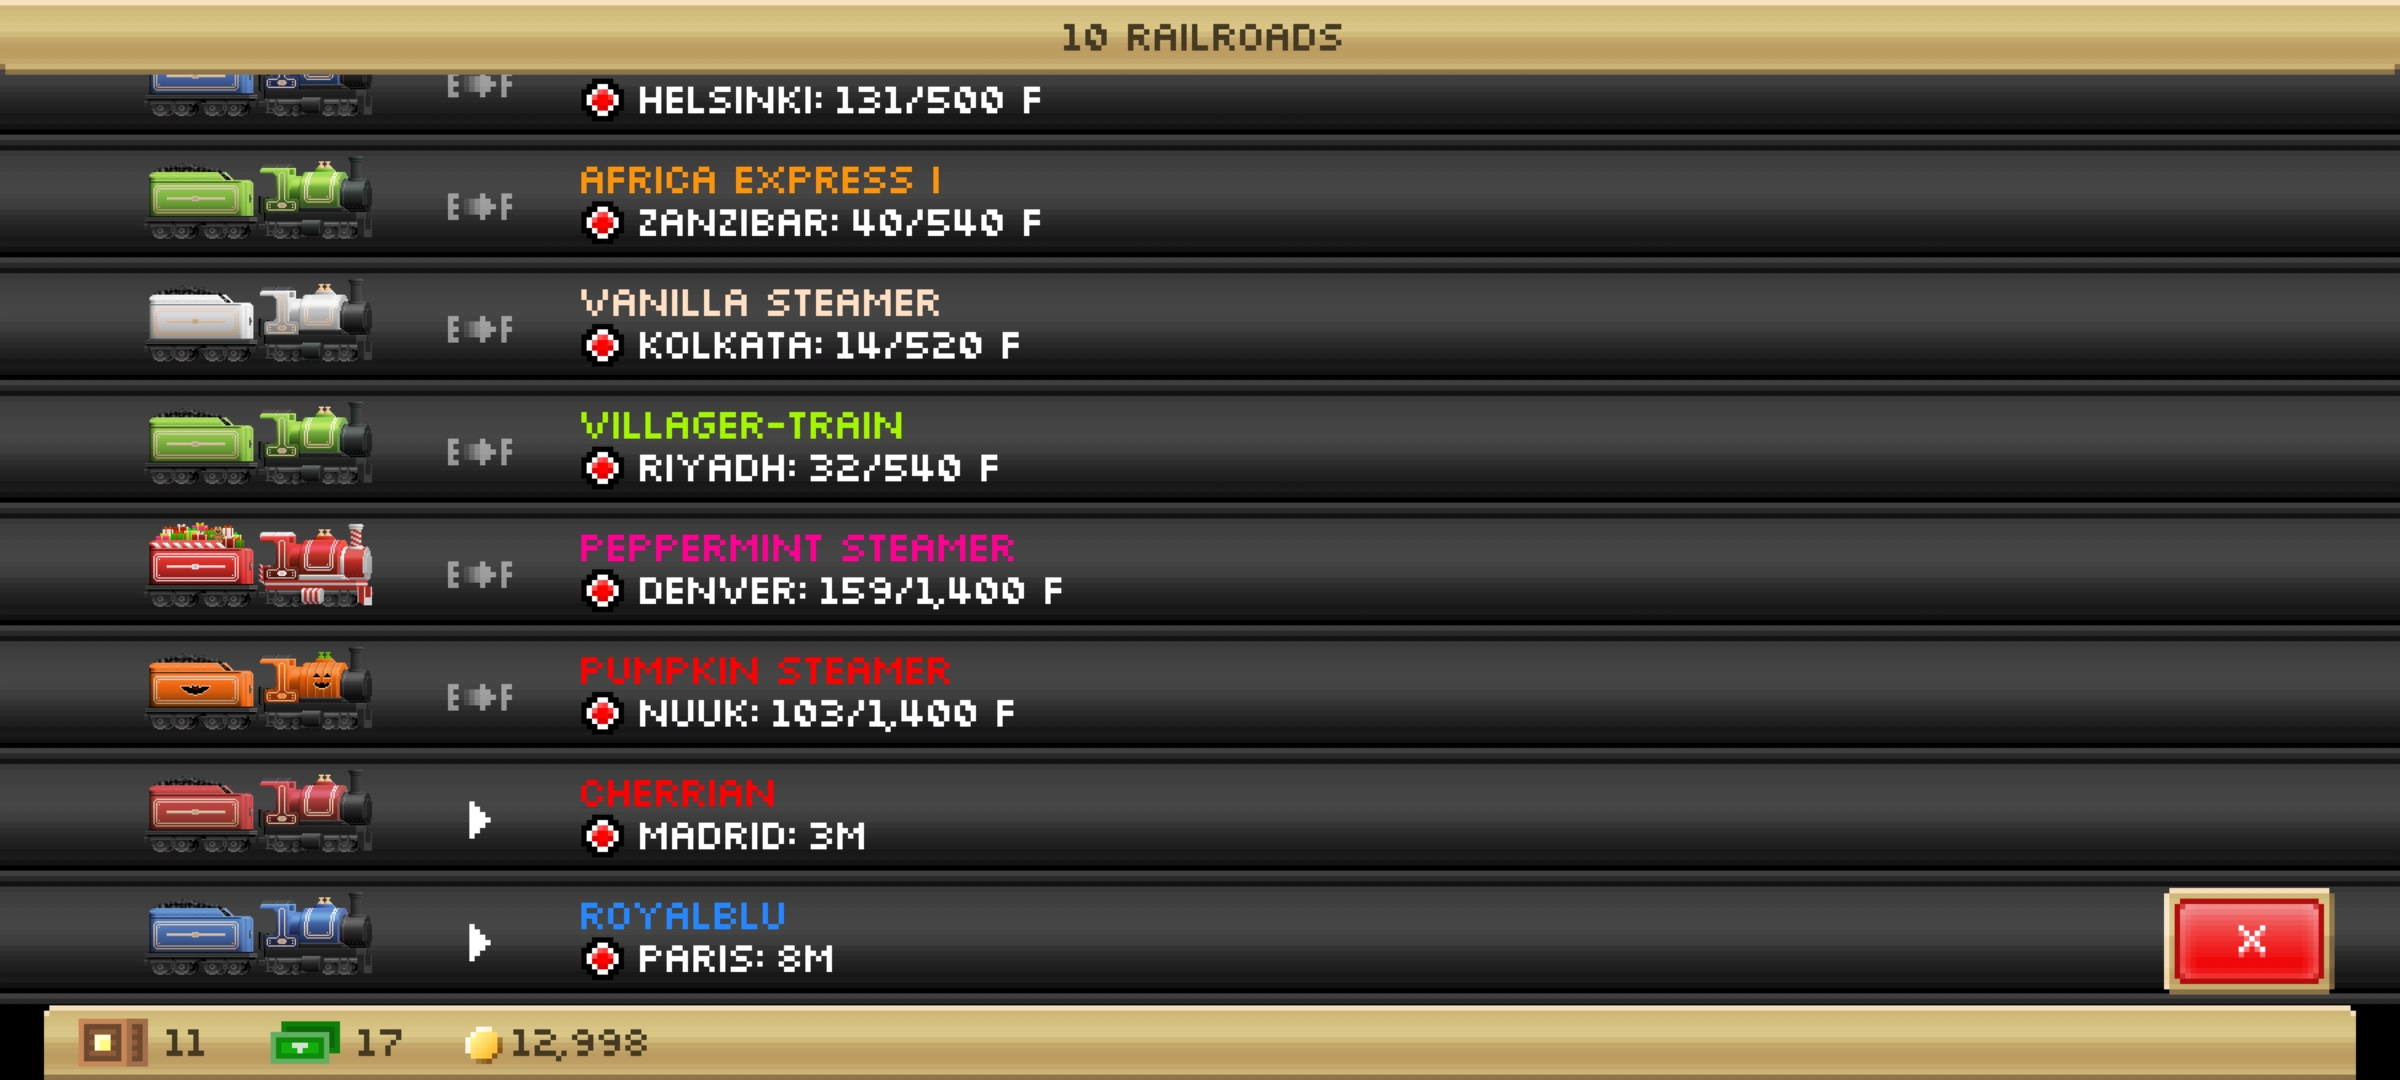 10 RAILROADS
E F
HELSINKI: 131/500 F
AFRICA EXPRESS I
E F
ZANZIBAR: 40/540 F
VANILLA STEAMER
E F
KOLKATA: 14/520 F
VILLAGER-TRAIN
E F
RIYADH: 32/540 F
PEPPERMINT STEAMER
E F
DENVER: 159/1,400 F
PUMPKIN STEAMER
E F
NUUK: 103/1,400 F
CHERRIAN
MADRID: 3M
ROYALBLU
PARIS: 8M
X
11 17 12,998